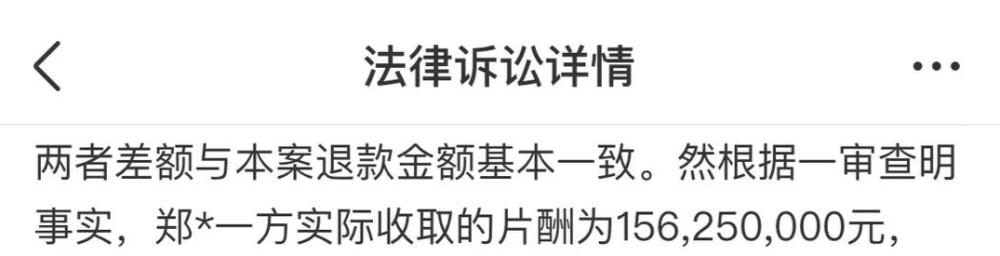 法律诉讼详情
两者差额与本案退款金额基本一致。然根据一审查明
事实，郑*一方实际收取的片酬为156,250,000元，